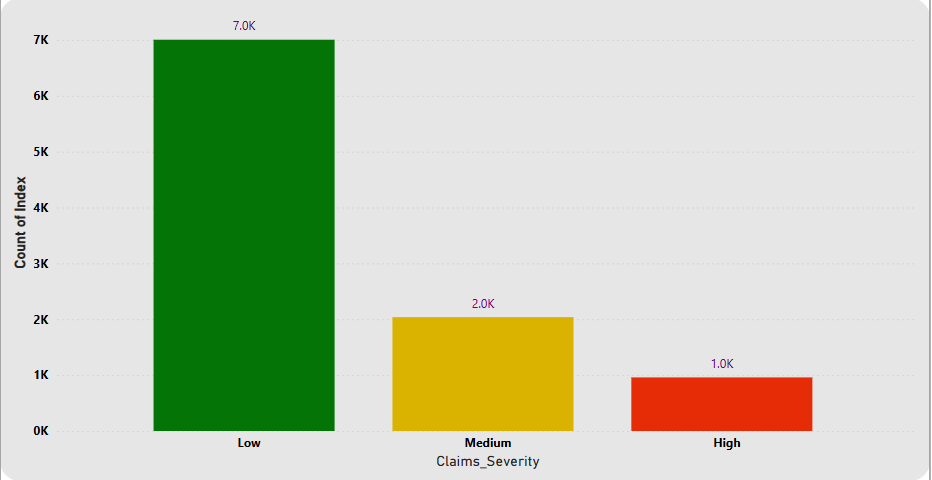 7.0K
7K
6K
5K
4K
3K
2K
1K
0K
Count of Index
2.0K
1.0K
Low Medium High
Claims_Severity